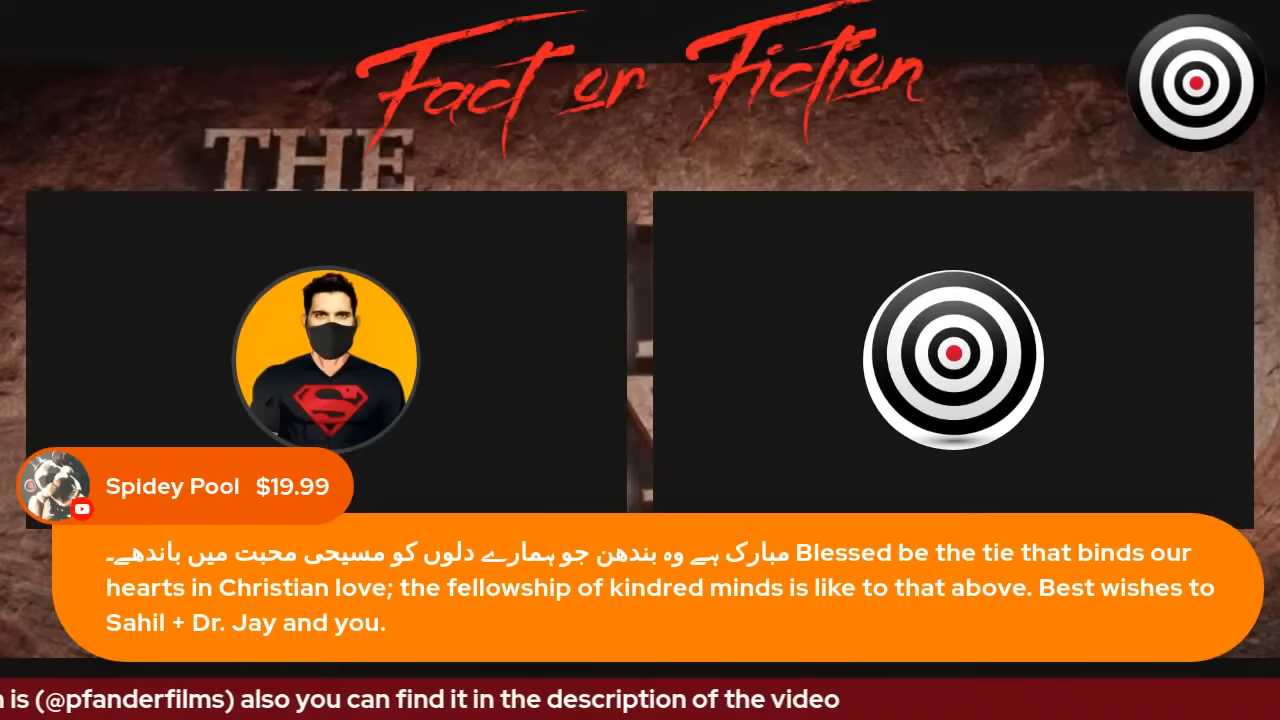 Fact or Fiction
THE
Spidey Pool $19.99
مبارک ہے وہ بندھن جو ہمارے دلوں کو مسیحی محبت میں باندھے۔ Blessed be the tie that binds our
hearts in Christian love; the fellowship of kindred minds is like to that above. Best wishes to
Sahil + Dr. Jay and you.
is (@pfanderfilms) also you can find it in the description of the video